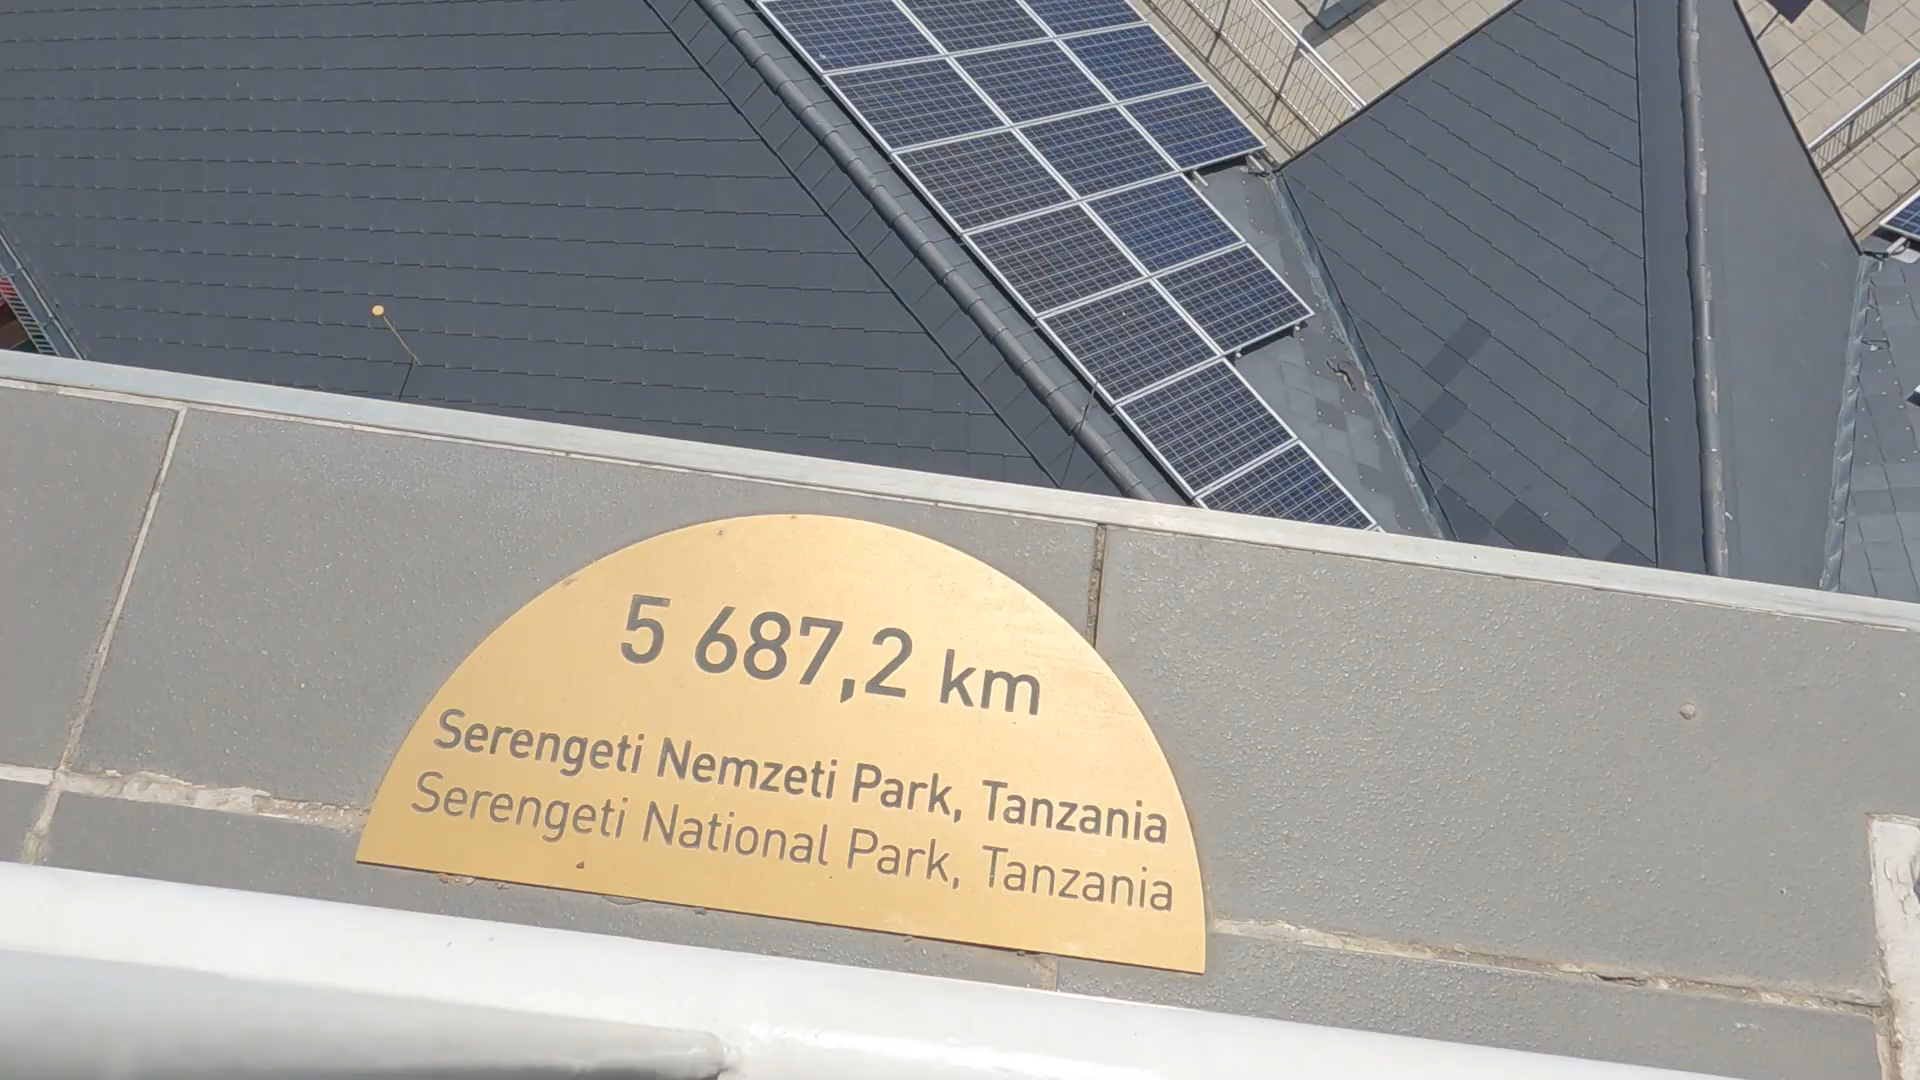 5 687,2 km
Serengeti Nemzeti Park, Tanzania
Serengeti National Park, Tanzania